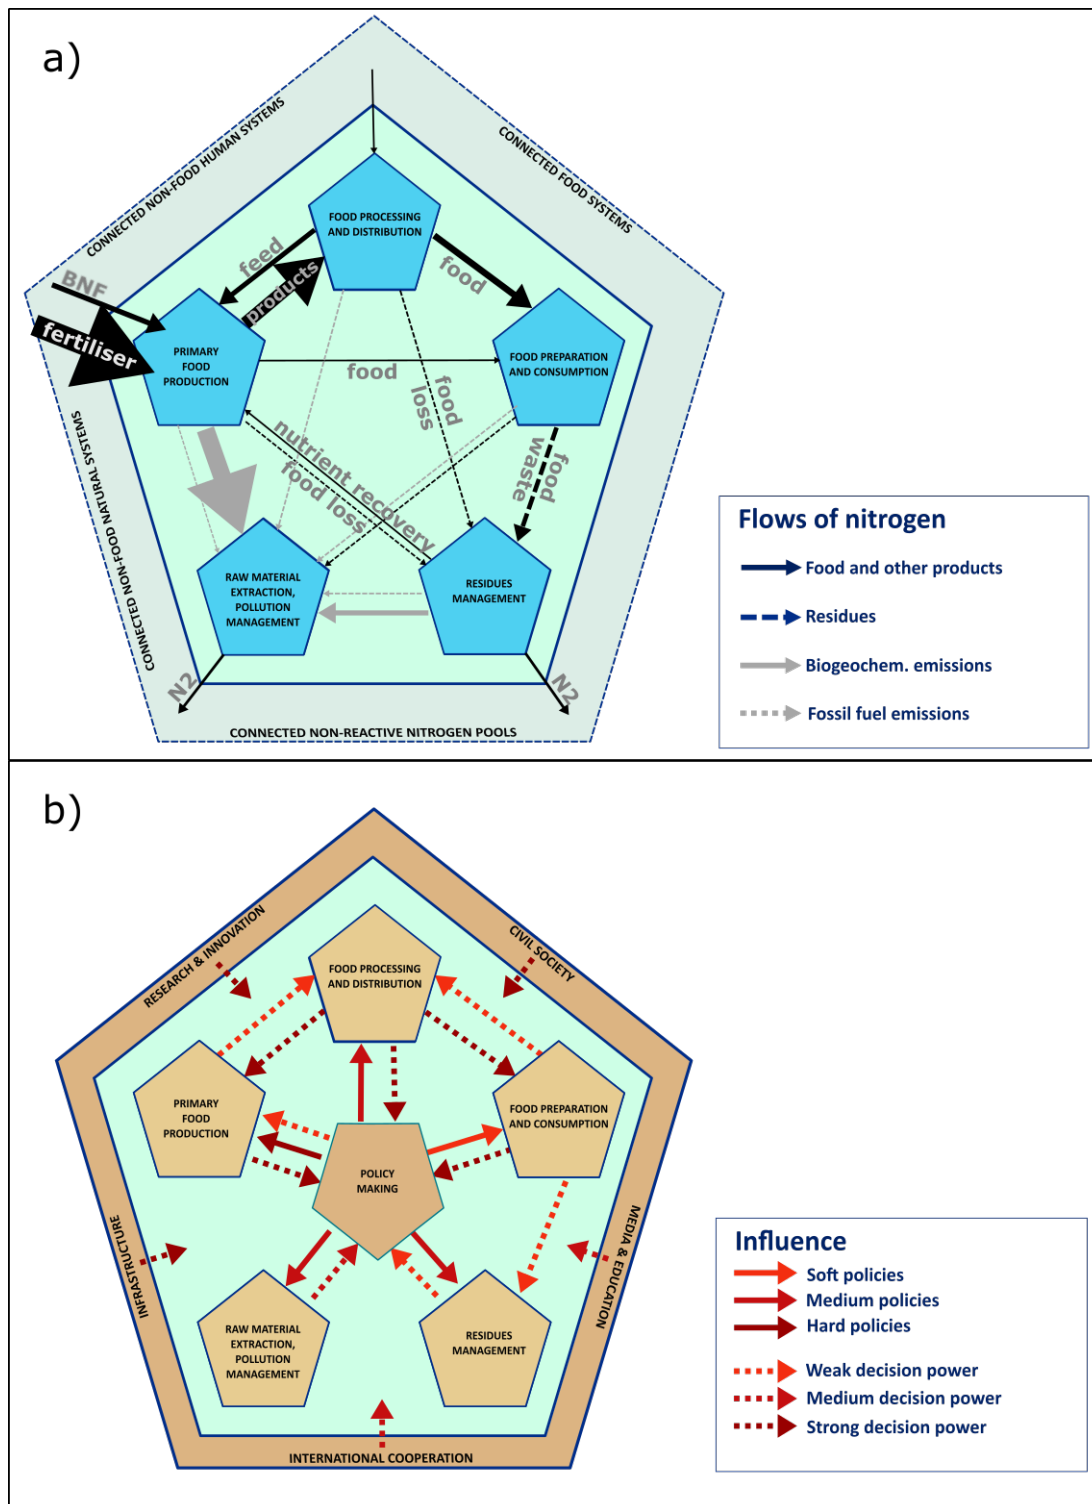 a)
CONNECTED NON-FOOD HUMAN SYSTEMS
CONNECTED FOOD SYSTEMS
FOOD PROCESSING
AND DISTRIBUTION
feed
products
food
BNF
fertiliser
PRIMARY
FOOD
PRODUCTION
food
FOOD PREPARATION
AND CONSUMPTION
food
loss
food
waste
nutrient recovery
food loss
CONNECTED NON-FOOD NATURAL SYSTEMS
RAW MATERIAL
EXTRACTION,
POLLUTION
MANAGEMENT
RESIDUES
MANAGEMENT
N2
N2
CONNECTED NON-REACTIVE NITROGEN POOLS
Flows of nitrogen
Food and other products
Residues
Biogeochem. emissions
Fossil fuel emissions
b)
RESEARCH & INNOVATION
CIVIL SOCIETY
FOOD PROCESSING
AND DISTRIBUTION
PRIMARY
FOOD
PRODUCTION
FOOD PREPARATION
AND CONSUMPTION
POLICY
MAKING
INFRASTRUCTURE
MEDIA & EDUCATION
RAW MATERIAL
EXTRACTION,
POLLUTION
MANAGEMENT
RESIDUES
MANAGEMENT
INTERNATIONAL COOPERATION
Influence
Soft policies
Medium policies
Hard policies
Weak decision power
Medium decision power
Strong decision power